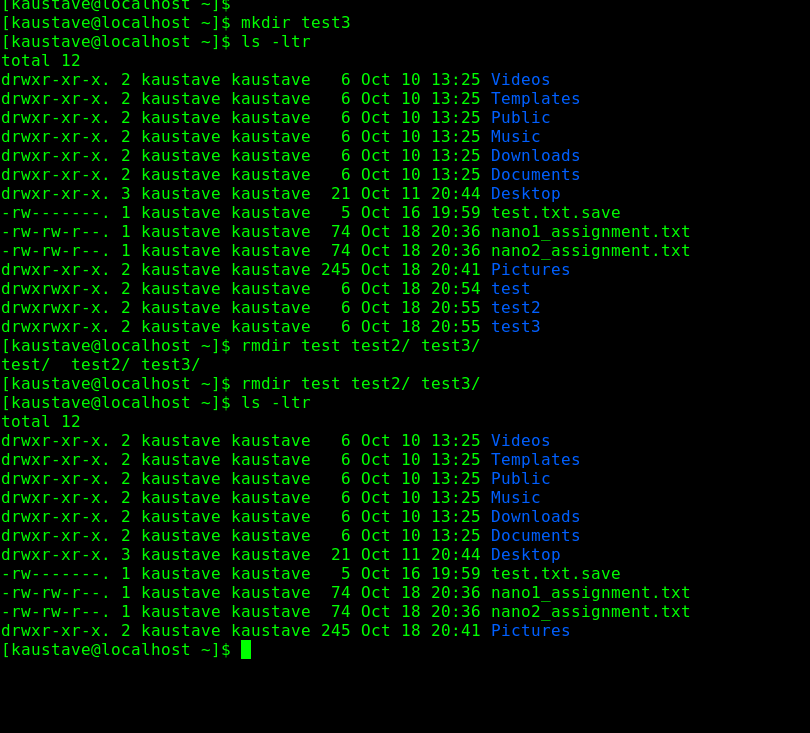 [kaustave@localhost ~]$
[kaustave@localhost ~]$ mkdir test3
[kaustave@localhost ~]$ ls -ltr
total 12
drwxr-xr-x. 2 kaustave kaustave   6 Oct 10 13:25 Videos
drwxr-xr-x. 2 kaustave kaustave   6 Oct 10 13:25 Templates
drwxr-xr-x. 2 kaustave kaustave   6 Oct 10 13:25 Public
drwxr-xr-x. 2 kaustave kaustave   6 Oct 10 13:25 Music
drwxr-xr-x. 2 kaustave kaustave   6 Oct 10 13:25 Downloads
drwxr-xr-x. 2 kaustave kaustave   6 Oct 10 13:25 Documents
drwxr-xr-x. 3 kaustave kaustave  21 Oct 11 20:44 Desktop
-rw-------. 1 kaustave kaustave   5 Oct 16 19:59 test.txt.save
-rw-rw-r--. 1 kaustave kaustave  74 Oct 18 20:36 nano1_assignment.txt
-rw-rw-r--. 1 kaustave kaustave  74 Oct 18 20:36 nano2_assignment.txt
drwxr-xr-x. 2 kaustave kaustave 245 Oct 18 20:41 Pictures
drwxrwxr-x. 2 kaustave kaustave   6 Oct 18 20:54 test
drwxrwxr-x. 2 kaustave kaustave   6 Oct 18 20:55 test2
drwxrwxr-x. 2 kaustave kaustave   6 Oct 18 20:55 test3
[kaustave@localhost ~]$ rmdir test test2/ test3/
test/  test2/ test3/
[kaustave@localhost ~]$ rmdir test test2/ test3/
[kaustave@localhost ~]$ ls -ltr
total 12
drwxr-xr-x. 2 kaustave kaustave   6 Oct 10 13:25 Videos
drwxr-xr-x. 2 kaustave kaustave   6 Oct 10 13:25 Templates
drwxr-xr-x. 2 kaustave kaustave   6 Oct 10 13:25 Public
drwxr-xr-x. 2 kaustave kaustave   6 Oct 10 13:25 Music
drwxr-xr-x. 2 kaustave kaustave   6 Oct 10 13:25 Downloads
drwxr-xr-x. 2 kaustave kaustave   6 Oct 10 13:25 Documents
drwxr-xr-x. 3 kaustave kaustave  21 Oct 11 20:44 Desktop
-rw-------. 1 kaustave kaustave   5 Oct 16 19:59 test.txt.save
-rw-rw-r--. 1 kaustave kaustave  74 Oct 18 20:36 nano1_assignment.txt
-rw-rw-r--. 1 kaustave kaustave  74 Oct 18 20:36 nano2_assignment.txt
drwxr-xr-x. 2 kaustave kaustave 245 Oct 18 20:41 Pictures
[kaustave@localhost ~]$